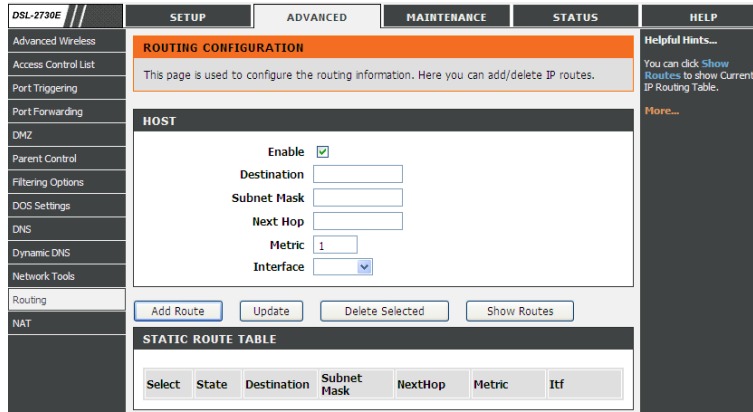 DSL-2730E
SETUP
ADVANCED
MAINTENANCE
STATUS
HELP
Advanced Wireless
Access Control List
Port Triggering
Port Forwarding
DMZ
Parent Control
Filtering Options
DOS Settings
DNS
Dynamic DNS
Network Tools
Routing
NAT
ROUTING CONFIGURATION
This page is used to configure the routing information. Here you can add/delete IP routes.
HOST
Enable
Destination
Subnet Mask
Next Hop
Metric 1
Interface
Add Route
Update
Delete Selected
Show Routes
STATIC ROUTE TABLE
Select State Destination Subnet Mask NextHop Metric Itf
Helpful Hints...
You can click Show
Routes to show Current
IP Routing Table.
More...